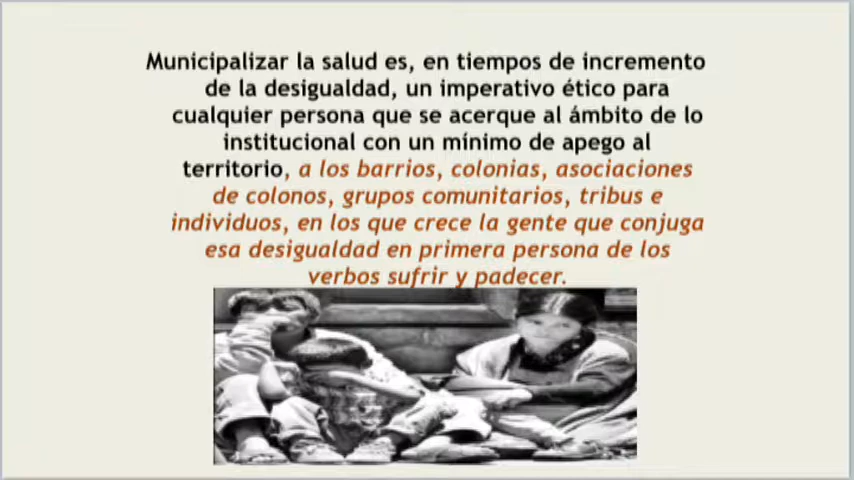 Municipalizar la salud es, en tiempos de incremento
de la desigualdad, un imperativo ético para
cualquier persona que se acerque al ámbito de lo
institucional con un mínimo de apego al
territorio, a los barrios, colonias, asociaciones
de colonos, grupos comunitarios, tribus e
individuos, en los que crece la gente que conjuga
esa desigualdad en primera persona de los
verbos sufrir y padecer.